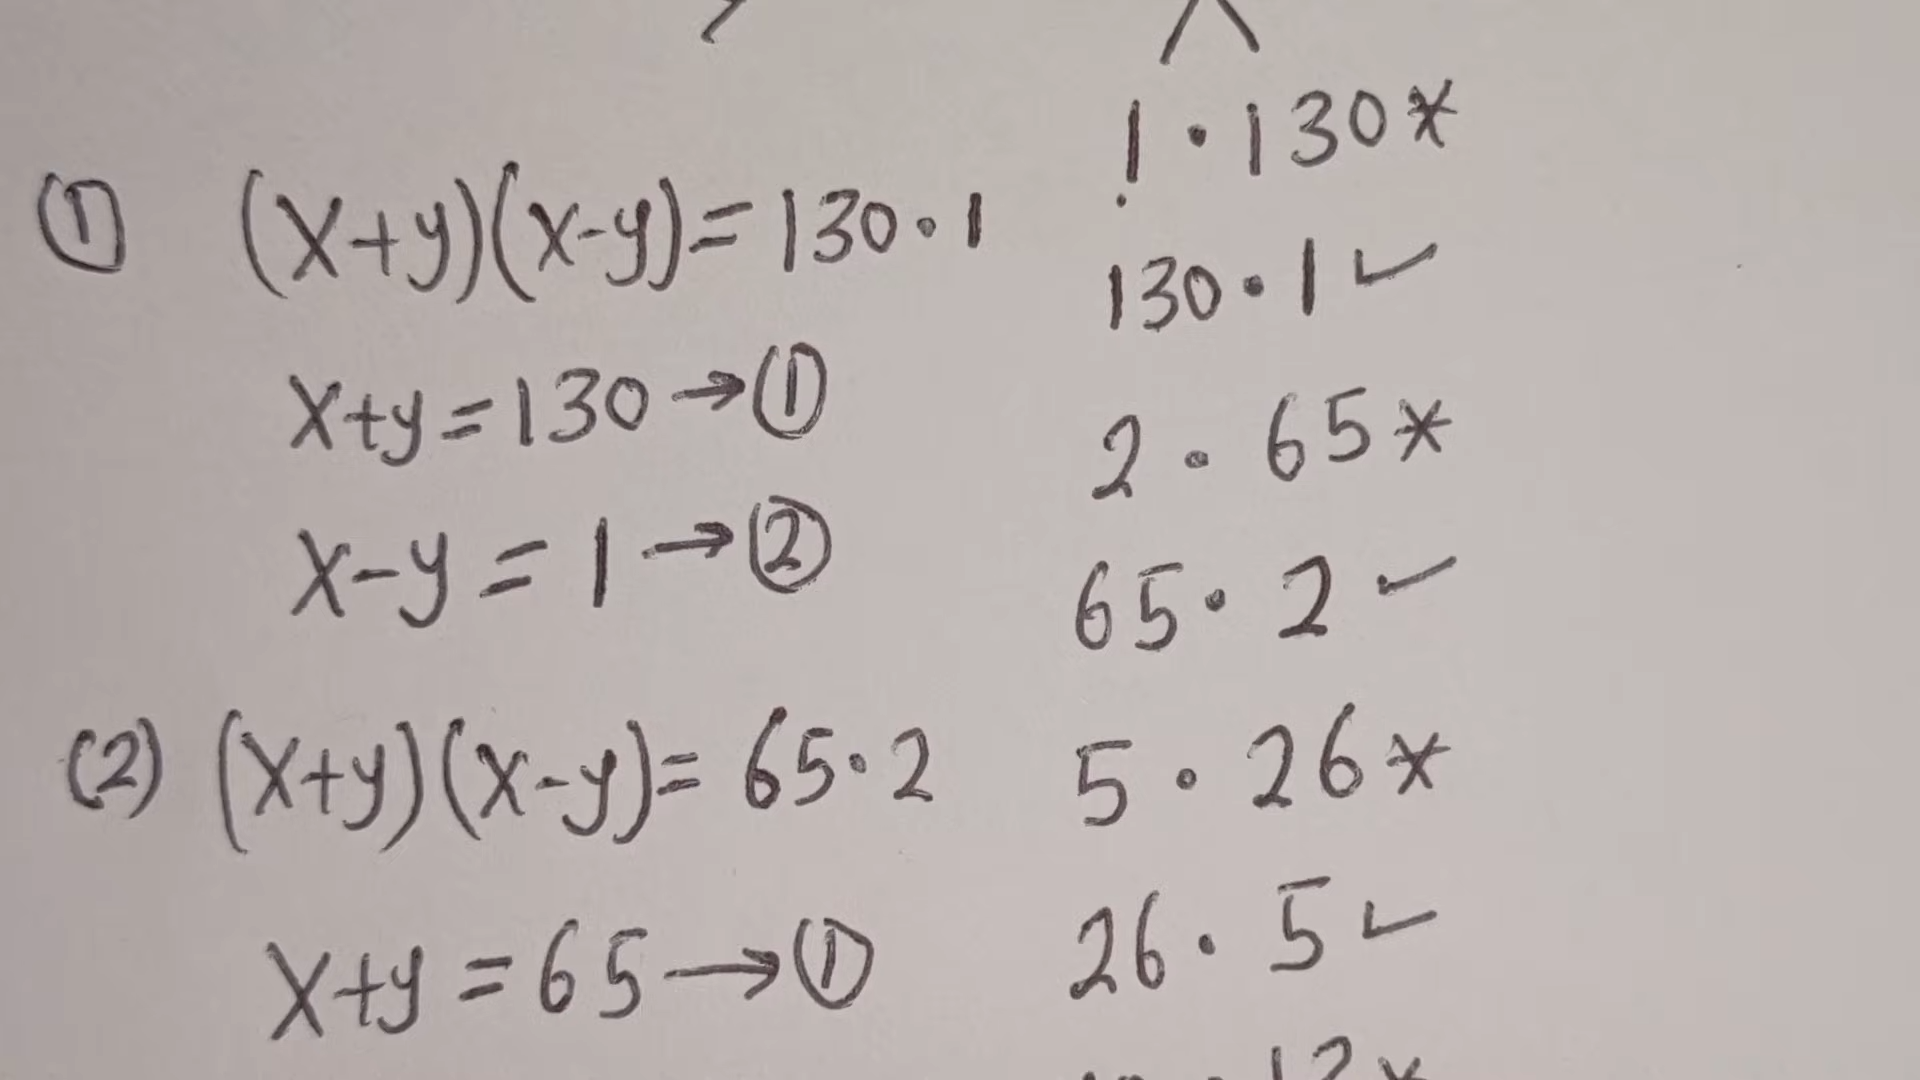 ① (x+y)(x-y)=130·1
x+y=130→①
x-y=1→②
(2) (x+y)(x-y)=65·2
x+y=65→①
1·130*
130·1✓
2·65*
65·2✓
5·26*
26·5✓